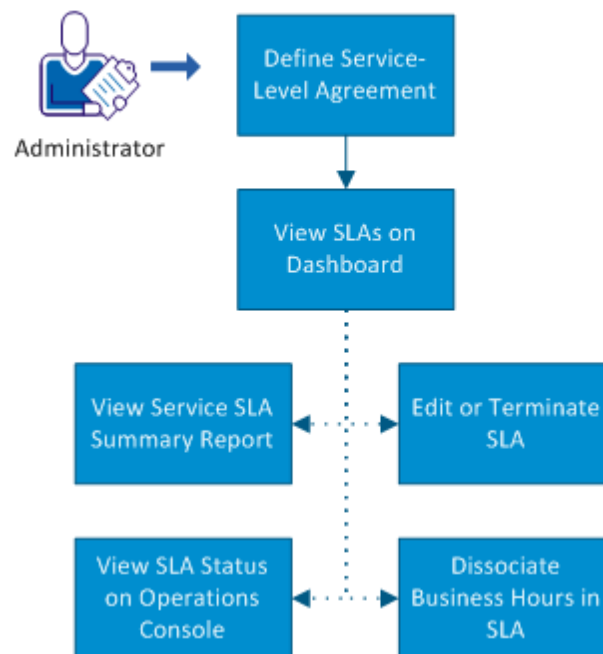 Define Service-
Level Agreement
Administrator
View SLAs on
Dashboard
View Service SLA
Summary Report
Edit or Terminate
SLA
View SLA Status
on Operations
Console
Dissociate
Business Hours in
SLA